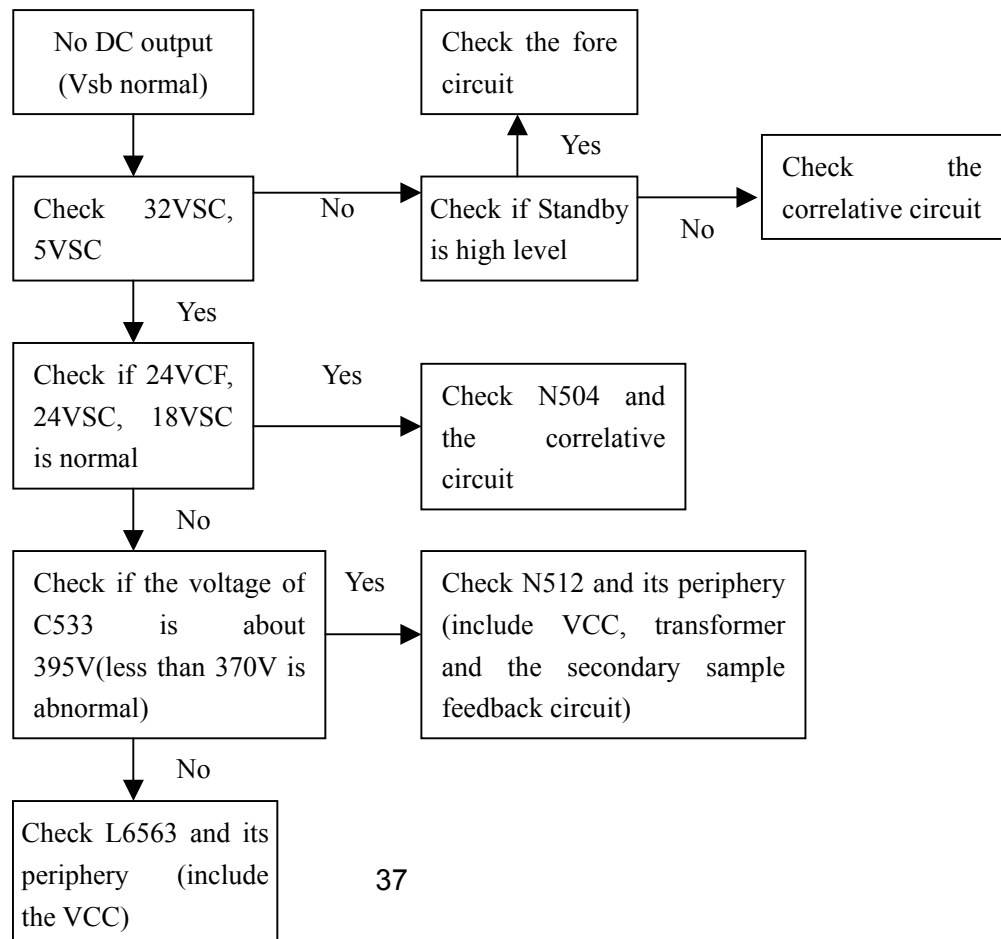 No DC output
(Vsb normal)
Check the fore
circuit
Yes
Check the
correlative circuit
Check 32VSC,
5VSC
No
Check if Standby
is high level
No
Yes
Check if 24VCF,
24VSC, 18VSC
is normal
Yes
Check N504 and
the correlative
circuit
No
Check if the voltage of
C533 is about
395V(less than 370V is
abnormal)
Yes
Check N512 and its periphery
(include VCC, transformer
and the secondary sample
feedback circuit)
No
Check L6563 and its
periphery (include
the VCC)
37